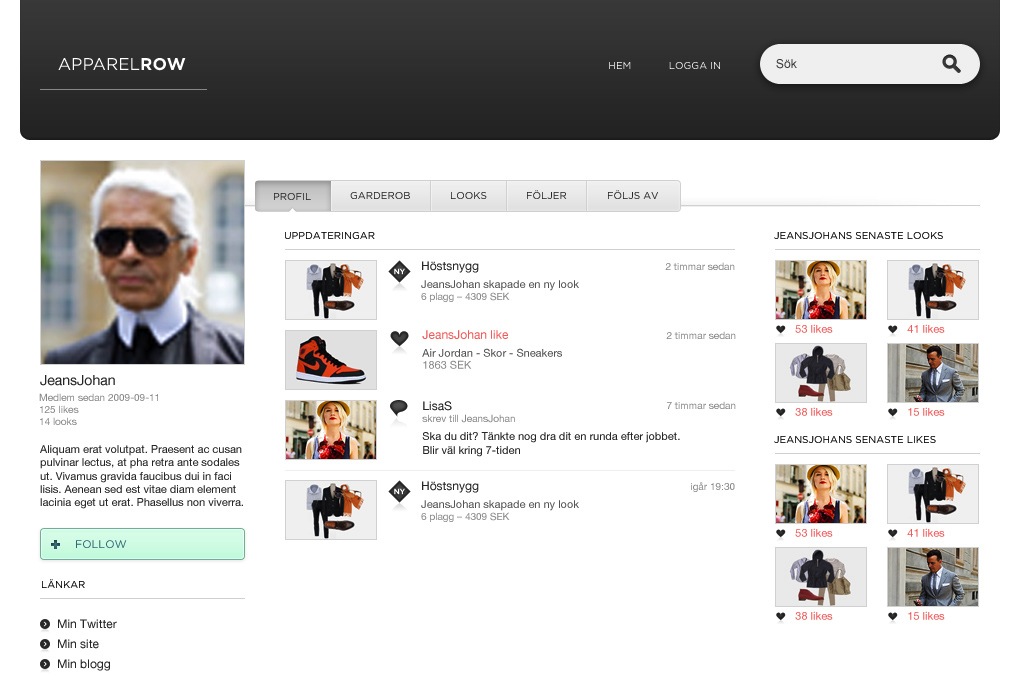 APPARELROW
HEM
LOGGA IN
Sök
JeansJohan
Medlem sedan 2009-09-11
125 likes
14 looks
Aliquam erat volutpat. Praesent ac cusan
pulvinar lectus, at pha retra ante sodales
ut. Vivamus gravida faucibus dui in faci
lisis. Aenean sed est vitae diam element
lacinia eget ut erat. Phasellus non viverra.
FOLLOW
LÄNKAR
Min Twitter
Min site
Min blogg
PROFIL
GARDEROB
LOOKS
FÖLJER
FÖLJS AV
UPPDATERINGAR
NY
Höstsnygg
2 timmar sedan
JeansJohan skapade en ny look
6 plagg – 4309 SEK
JeansJohan like
2 timmar sedan
Air Jordan - Skor - Sneakers
1863 SEK
LisaS
7 timmar sedan
skrev till JeansJohan
Ska du dit? Tänkte nog dra dit en runda efter jobbet.
Blir väl kring 7-tiden
NY
Höstsnygg
igår 19:30
JeansJohan skapade en ny look
6 plagg – 4309 SEK
JEANSJOHANS SENASTE LOOKS
53 likes
41 likes
38 likes
15 likes
JEANSJOHANS SENASTE LIKES
53 likes
41 likes
38 likes
15 likes